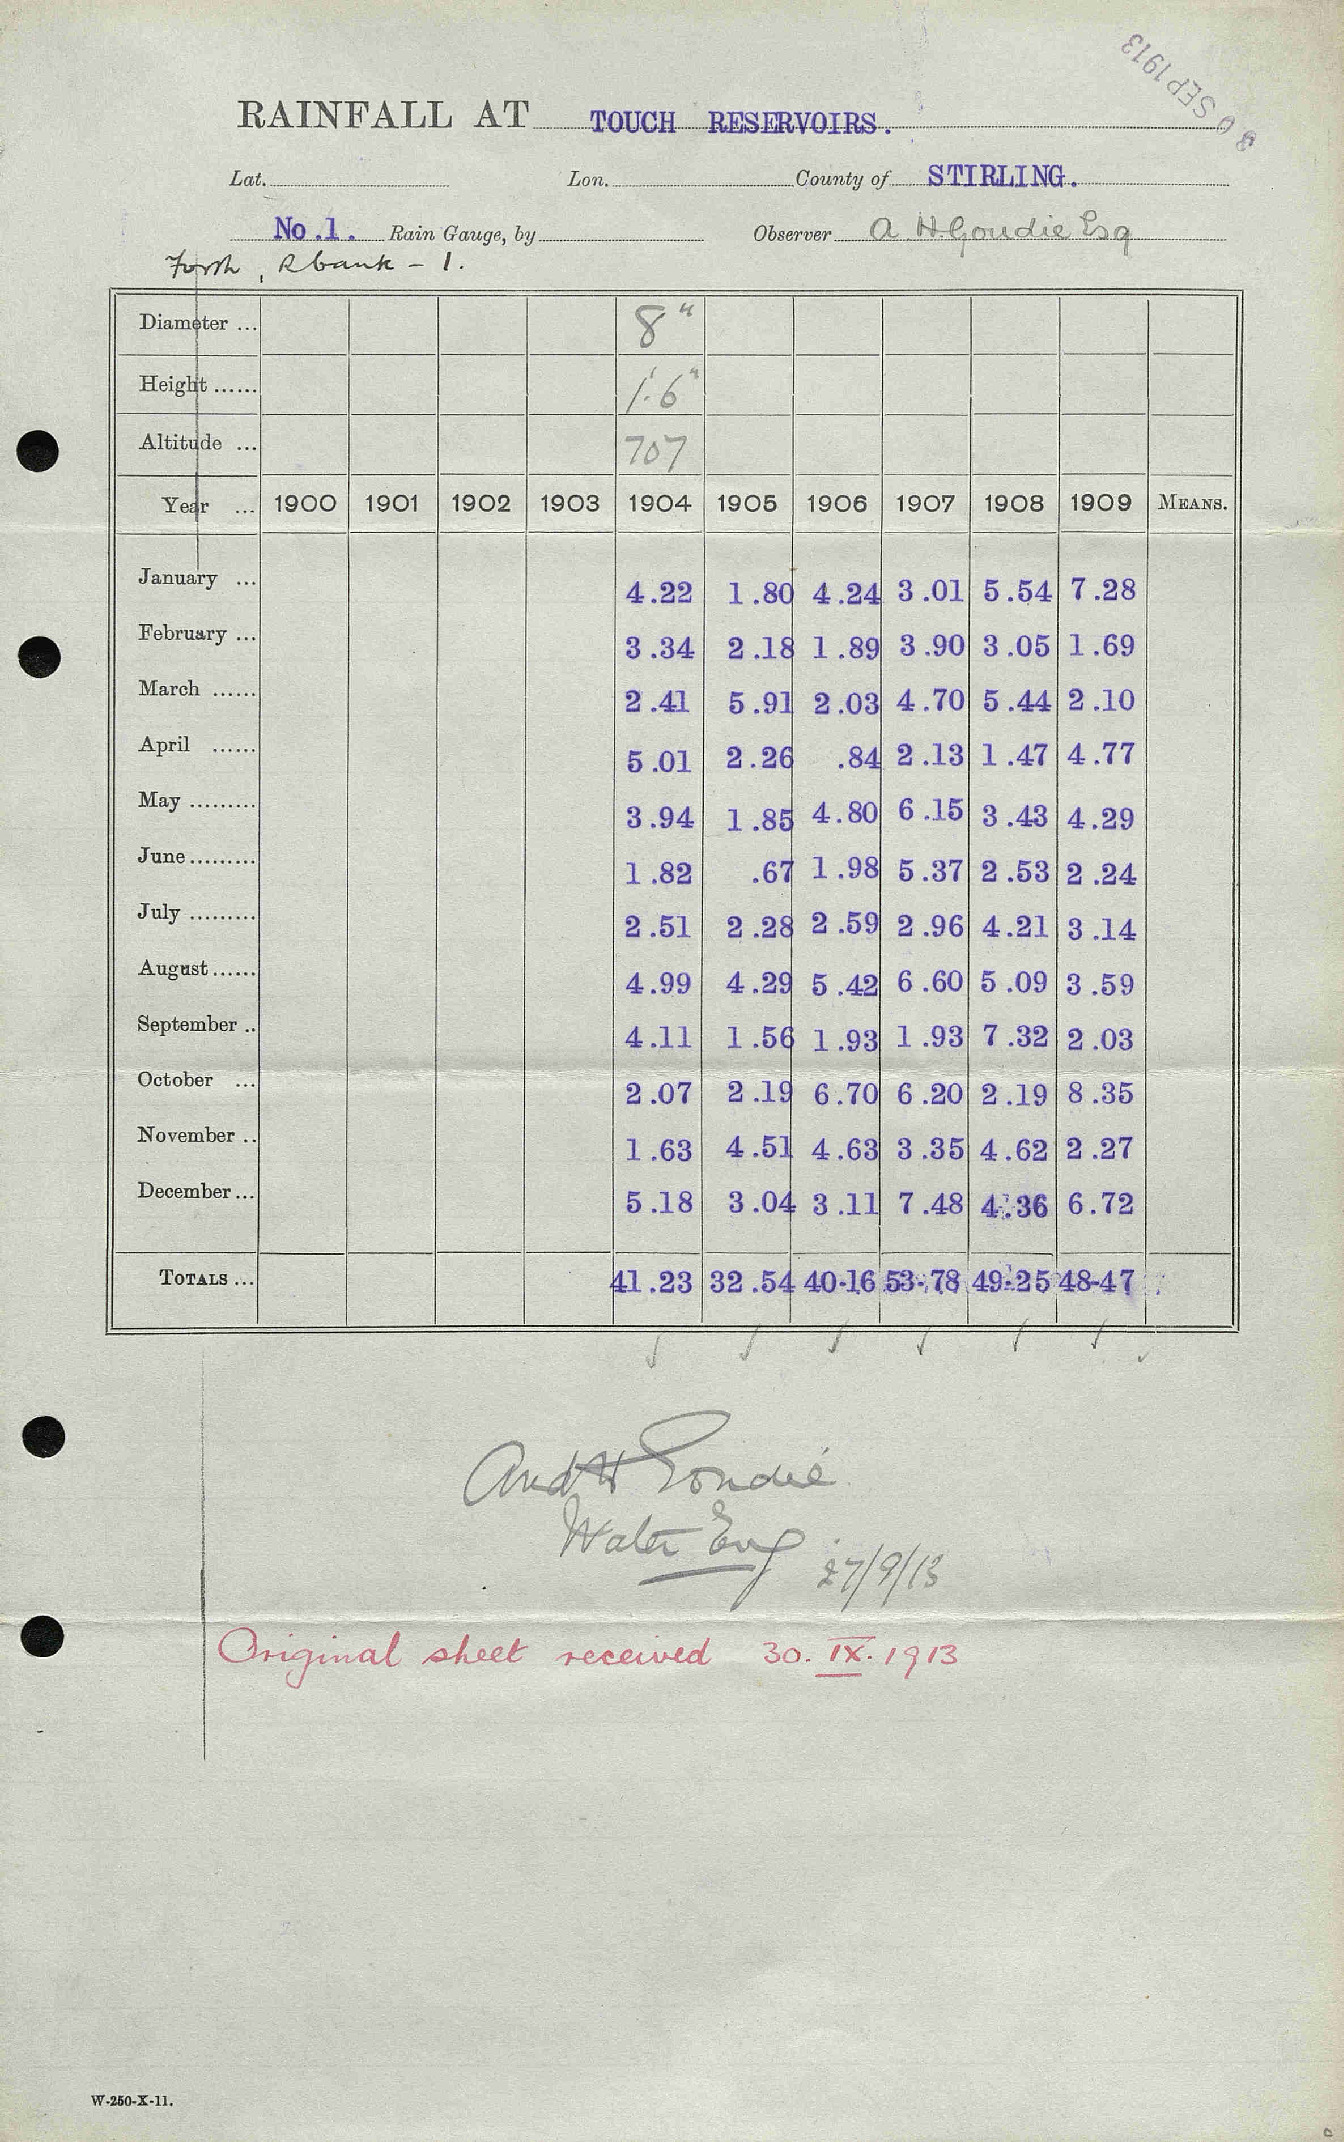 30 SEP 1913
RAINFALL AT TOUCH RESERVOIRS.
Lat. Lon. County of STIRLING.
No.1. Rain Gauge, by Observer A. H. Goudie Esq
Forth, R bank - 1.
Diameter ... 8"
Height ...... 1'.6"
Altitude ... 707
Year ... 1900 1901 1902 1903 1904 1905 1906 1907 1908 1909 MEANS.
January ... 4.22 1.80 4.24 3.01 5.54 7.28
February ... 3.34 2.18 1.89 3.90 3.05 1.69
March ...... 2.41 5.91 2.03 4.70 5.44 2.10
April ...... 5.01 2.26 .84 2.13 1.47 4.77
May ......... 3.94 1.85 4.80 6.15 3.43 4.29
June ......... 1.82 .67 1.98 5.37 2.53 2.24
July ......... 2.51 2.28 2.59 2.96 4.21 3.14
August ...... 4.99 4.29 5.42 6.60 5.09 3.59
September .. 4.11 1.56 1.93 1.93 7.32 2.03
October ... 2.07 2.19 6.70 6.20 2.19 8.35
November .. 1.63 4.51 4.63 3.35 4.62 2.27
December ... 5.18 3.04 3.11 7.48 4.36 6.72
TOTALS ... 41.23 32.54 40-16 53-78 49-25 48-47
And H Goudie
Water Eng
27/9/13
Original sheet received 30. IX. 1913
W-250-X-11.